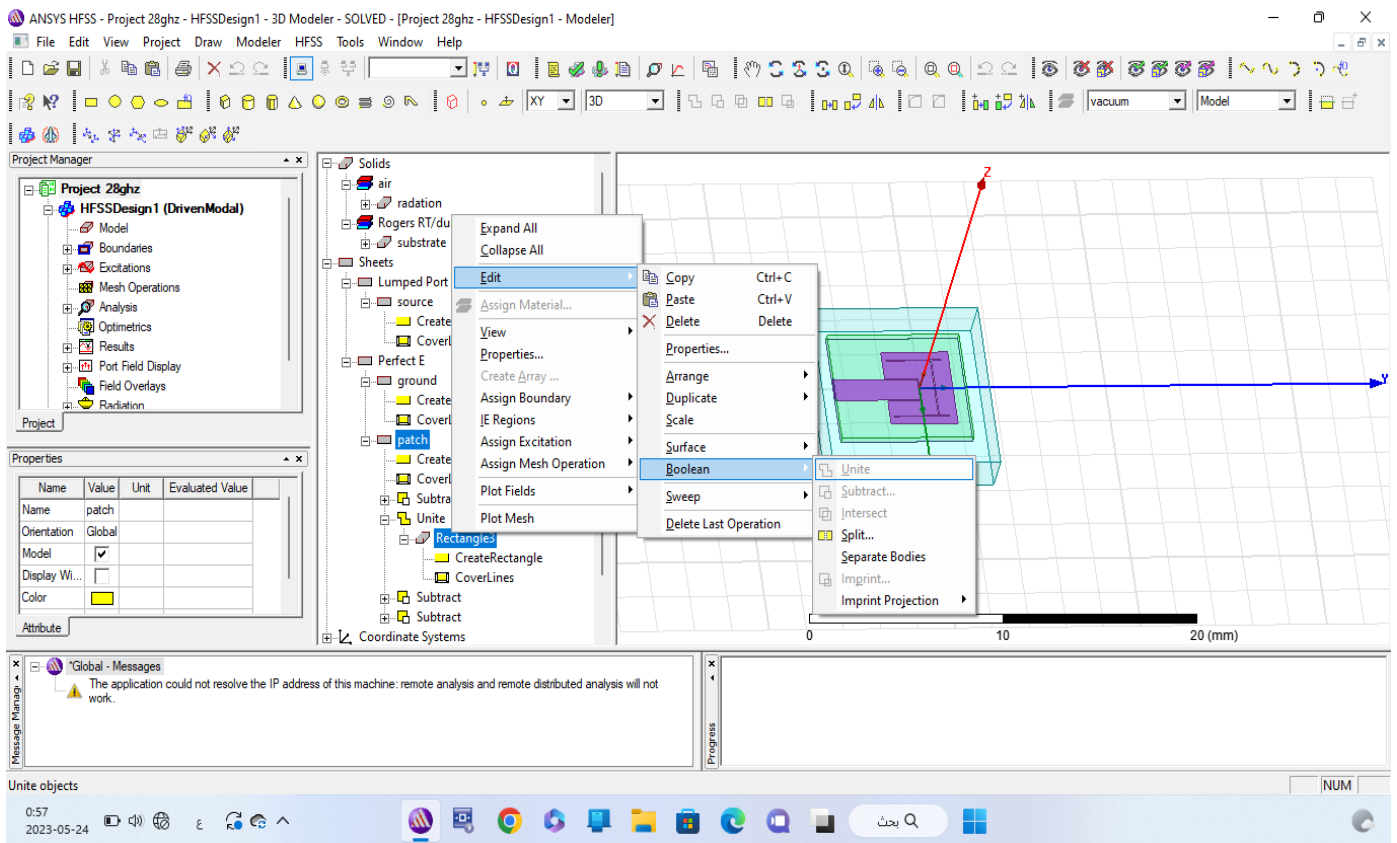 ANSYS HFSS - Project 28ghz - HFSSDesign1 - 3D Modeler - SOLVED - [Project 28ghz - HFSSDesign1 - Modeler]
File Edit View Project Draw Modeler HFSS Tools Window Help
XY 3D vacuum Model
Project Manager
Project 28ghz
HFSSDesign1 (DrivenModal)
Model
Boundaries
Excitations
Mesh Operations
Analysis
Optimetrics
Results
Port Field Display
Field Overlays
Radiation
Project
Properties
Name Value Unit Evaluated Value
Name patch
Orientation Global
Model
Display Wi...
Color
Attribute
Solids
air
radation
Rogers RT/du
substrate
Sheets
Lumped Port
source
Create
CoverL
Perfect E
ground
Create
CoverL
patch
Create
CoverL
Subtra
Unite
Rectangle3
CreateRectangle
CoverLines
Subtract
Subtract
Coordinate Systems
Expand All
Collapse All
Edit
Assign Material...
View
Properties...
Create Array ...
Assign Boundary
IE Regions
Assign Excitation
Assign Mesh Operation
Plot Fields
Plot Mesh
Copy Ctrl+C
Paste Ctrl+V
Delete Delete
Properties...
Arrange
Duplicate
Scale
Surface
Boolean
Sweep
Delete Last Operation
Unite
Subtract...
Intersect
Split...
Separate Bodies
Imprint...
Imprint Projection
Z
Y
0 10 20 (mm)
Message Manag
*Global - Messages
The application could not resolve the IP address of this machine: remote analysis and remote distributed analysis will not
work.
Progress
Unite objects
NUM
0:57
2023-05-24
ع
بحث